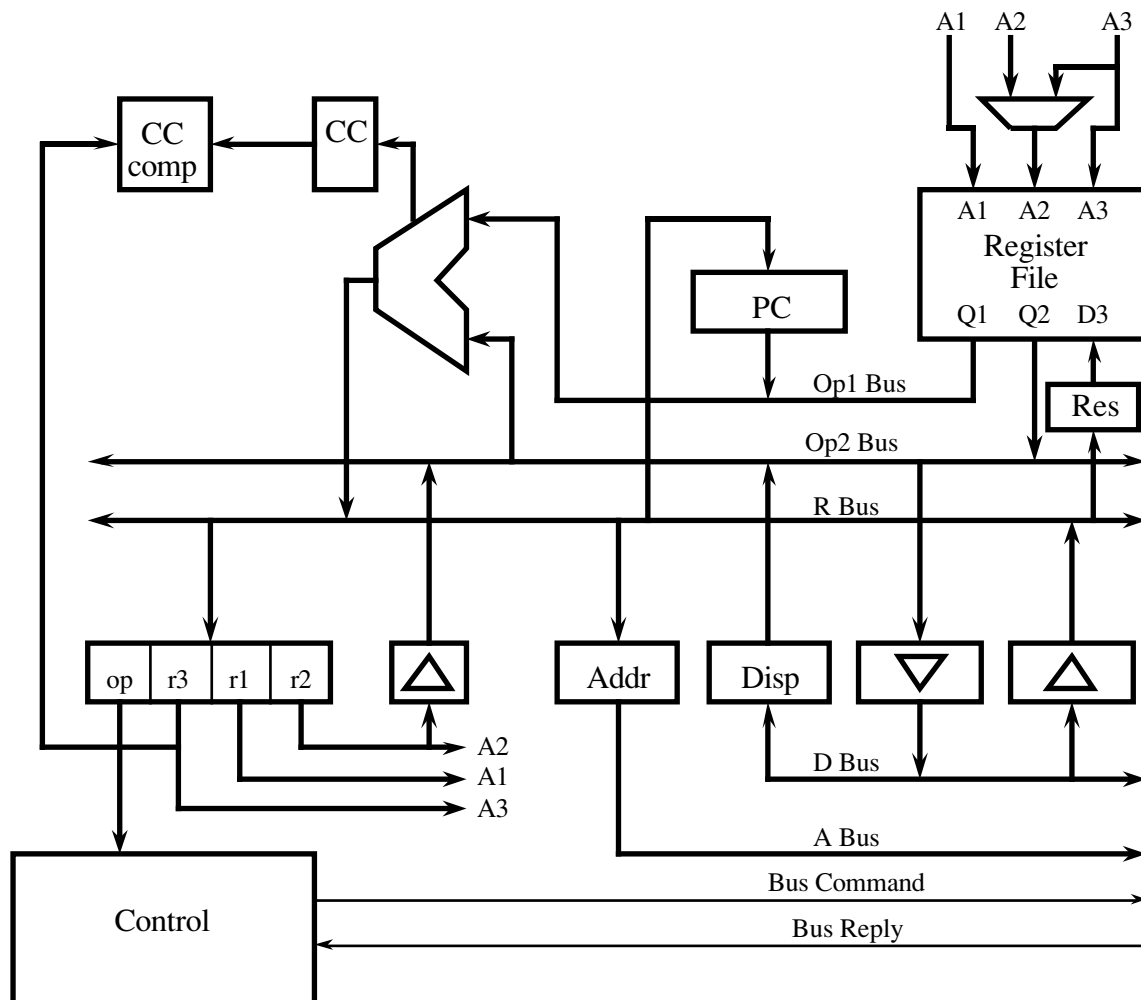 A1
A2
A3
CC
comp
CC
A1
A2
A3
Register
File
Q1
Q2
D3
PC
Op1 Bus
Res
Op2 Bus
R Bus
op
r3
r1
r2
Addr
Disp
A2
A1
A3
D Bus
A Bus
Bus Command
Control
Bus Reply